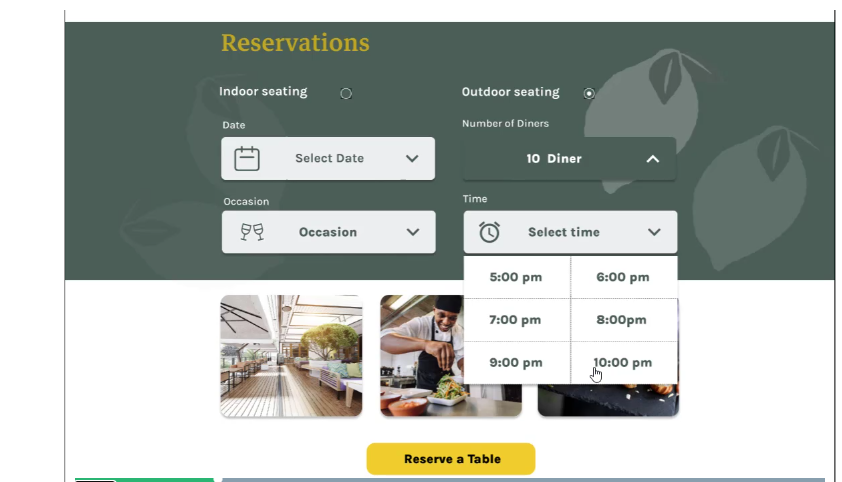 Reservations
Indoor seating
Outdoor seating
Date
Number of Diners
Select Date
10 Diner
Occasion
Time
Occasion
Select time
5:00 pm
6:00 pm
7:00 pm
8:00pm
9:00 pm
10:00 pm
Reserve a Table